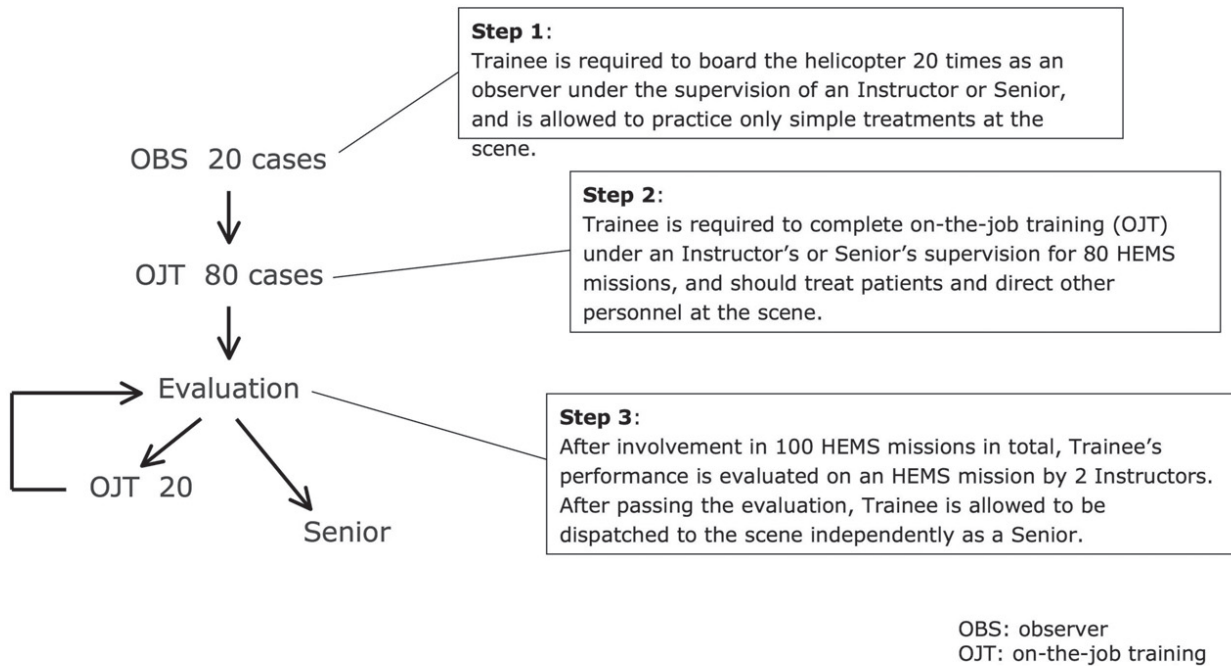 Step 1:
Trainee is required to board the helicopter 20 times as an
observer under the supervision of an Instructor or Senior,
and is allowed to practice only simple treatments at the
scene.
OBS 20 cases
Step 2:
Trainee is required to complete on-the-job training (OJT)
under an Instructor’s or Senior’s supervision for 80 HEMS
missions, and should treat patients and direct other
personnel at the scene.
OJT 80 cases
Evaluation
Step 3:
After involvement in 100 HEMS missions in total, Trainee’s
performance is evaluated on an HEMS mission by 2 Instructors.
After passing the evaluation, Trainee is allowed to be
dispatched to the scene independently as a Senior.
OJT 20
Senior
OBS: observer
OJT: on-the-job training